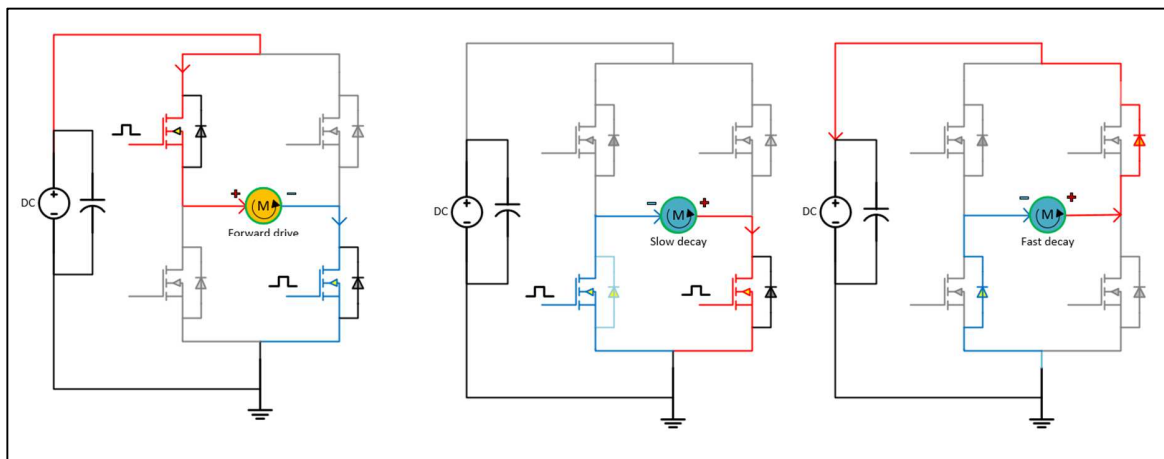 DC
+
−
M
+ −
Forward drive
DC
+
−
− +
M
Slow decay
DC
+
−
− +
M
Fast decay